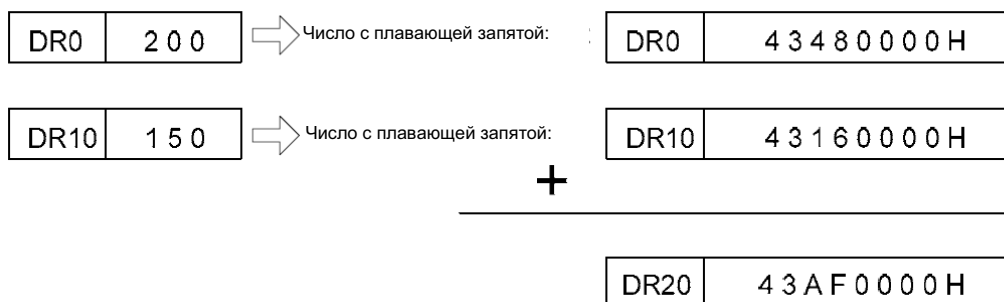 DR0 200 Число с плавающей запятой: : DR0 43480000H
DR10 150 Число с плавающей запятой: DR10 43160000H
+
DR20 43AF0000H